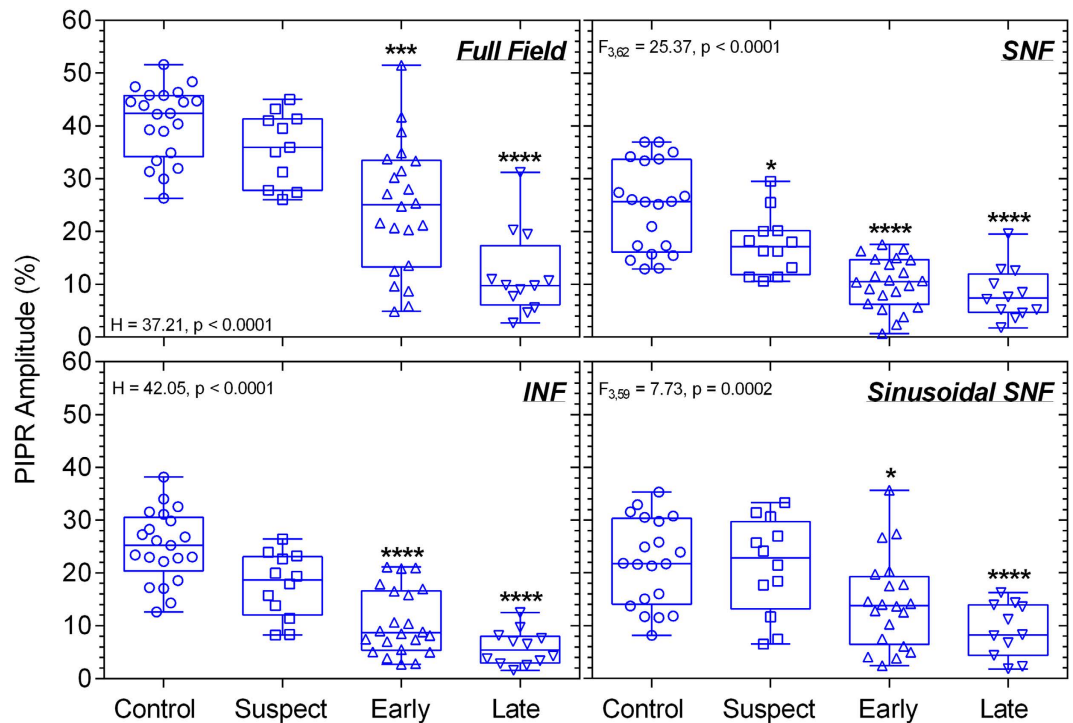 PIPR Amplitude (%)
60
50
40
30
20
10
0
Full Field
***
****
H = 37.21, p < 0.0001
F3,62 = 25.37, p < 0.0001
SNF
*
****
****
60
50
40
30
20
10
0
H = 42.05, p < 0.0001
INF
****
****
F3,59 = 7.73, p = 0.0002
Sinusoidal SNF
*
****
Control Suspect Early Late
Control Suspect Early Late